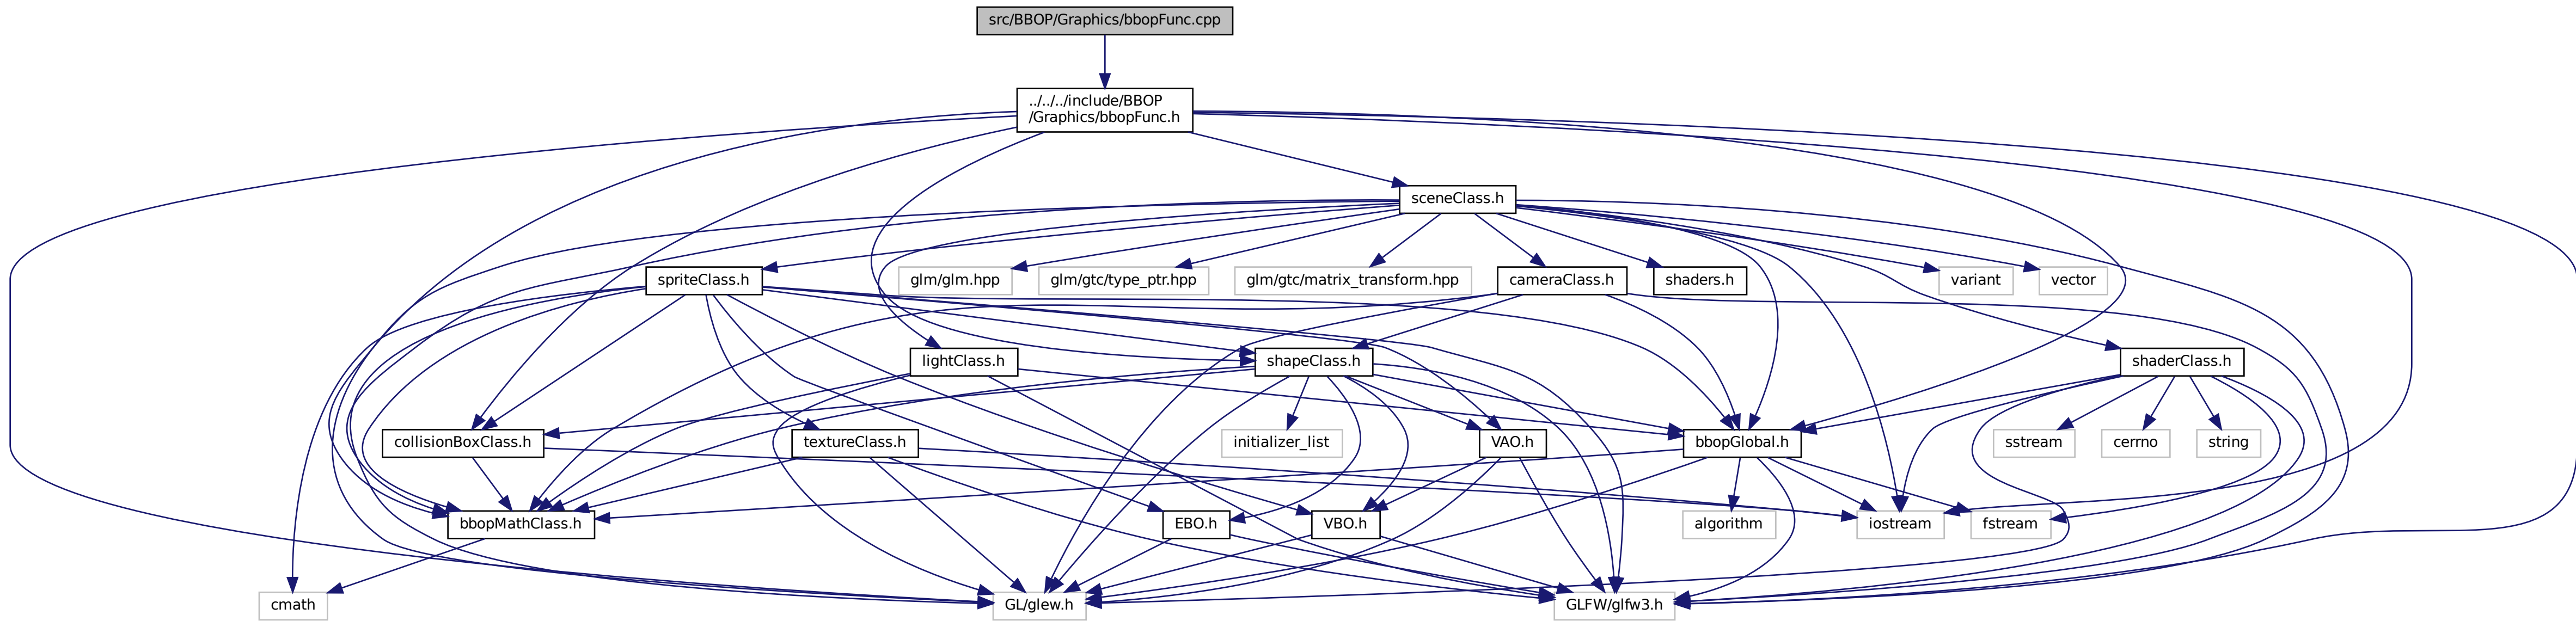 src/BBOP/Graphics/bbopFunc.cpp
../../../include/BBOP
/Graphics/bbopFunc.h
sceneClass.h
spriteClass.h
glm/glm.hpp
glm/gtc/type_ptr.hpp
glm/gtc/matrix_transform.hpp
cameraClass.h
shaders.h
variant
vector
lightClass.h
shapeClass.h
shaderClass.h
collisionBoxClass.h
textureClass.h
initializer_list
VAO.h
bbopGlobal.h
sstream
cerrno
string
bbopMathClass.h
EBO.h
VBO.h
algorithm
iostream
fstream
cmath
GL/glew.h
GLFW/glfw3.h